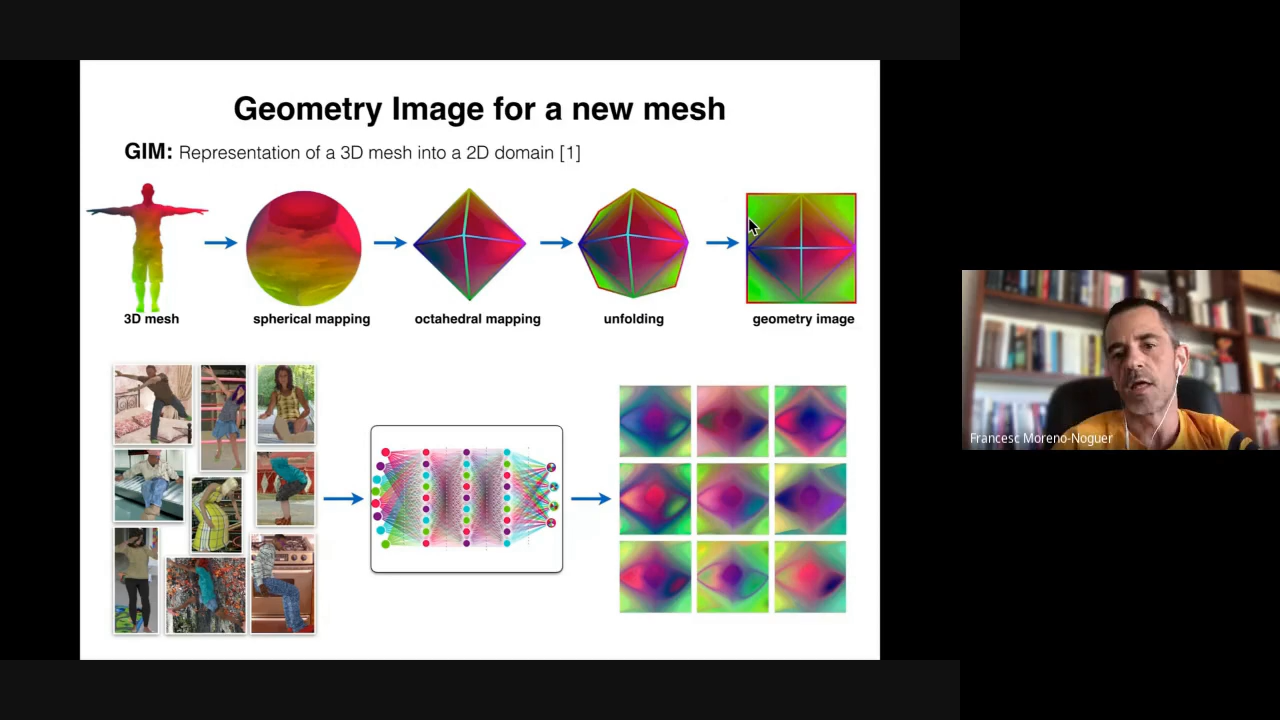 Geometry Image for a new mesh
GIM: Representation of a 3D mesh into a 2D domain [1]
3D mesh
spherical mapping
octahedral mapping
unfolding
geometry image
Francesc Moreno-Noguer